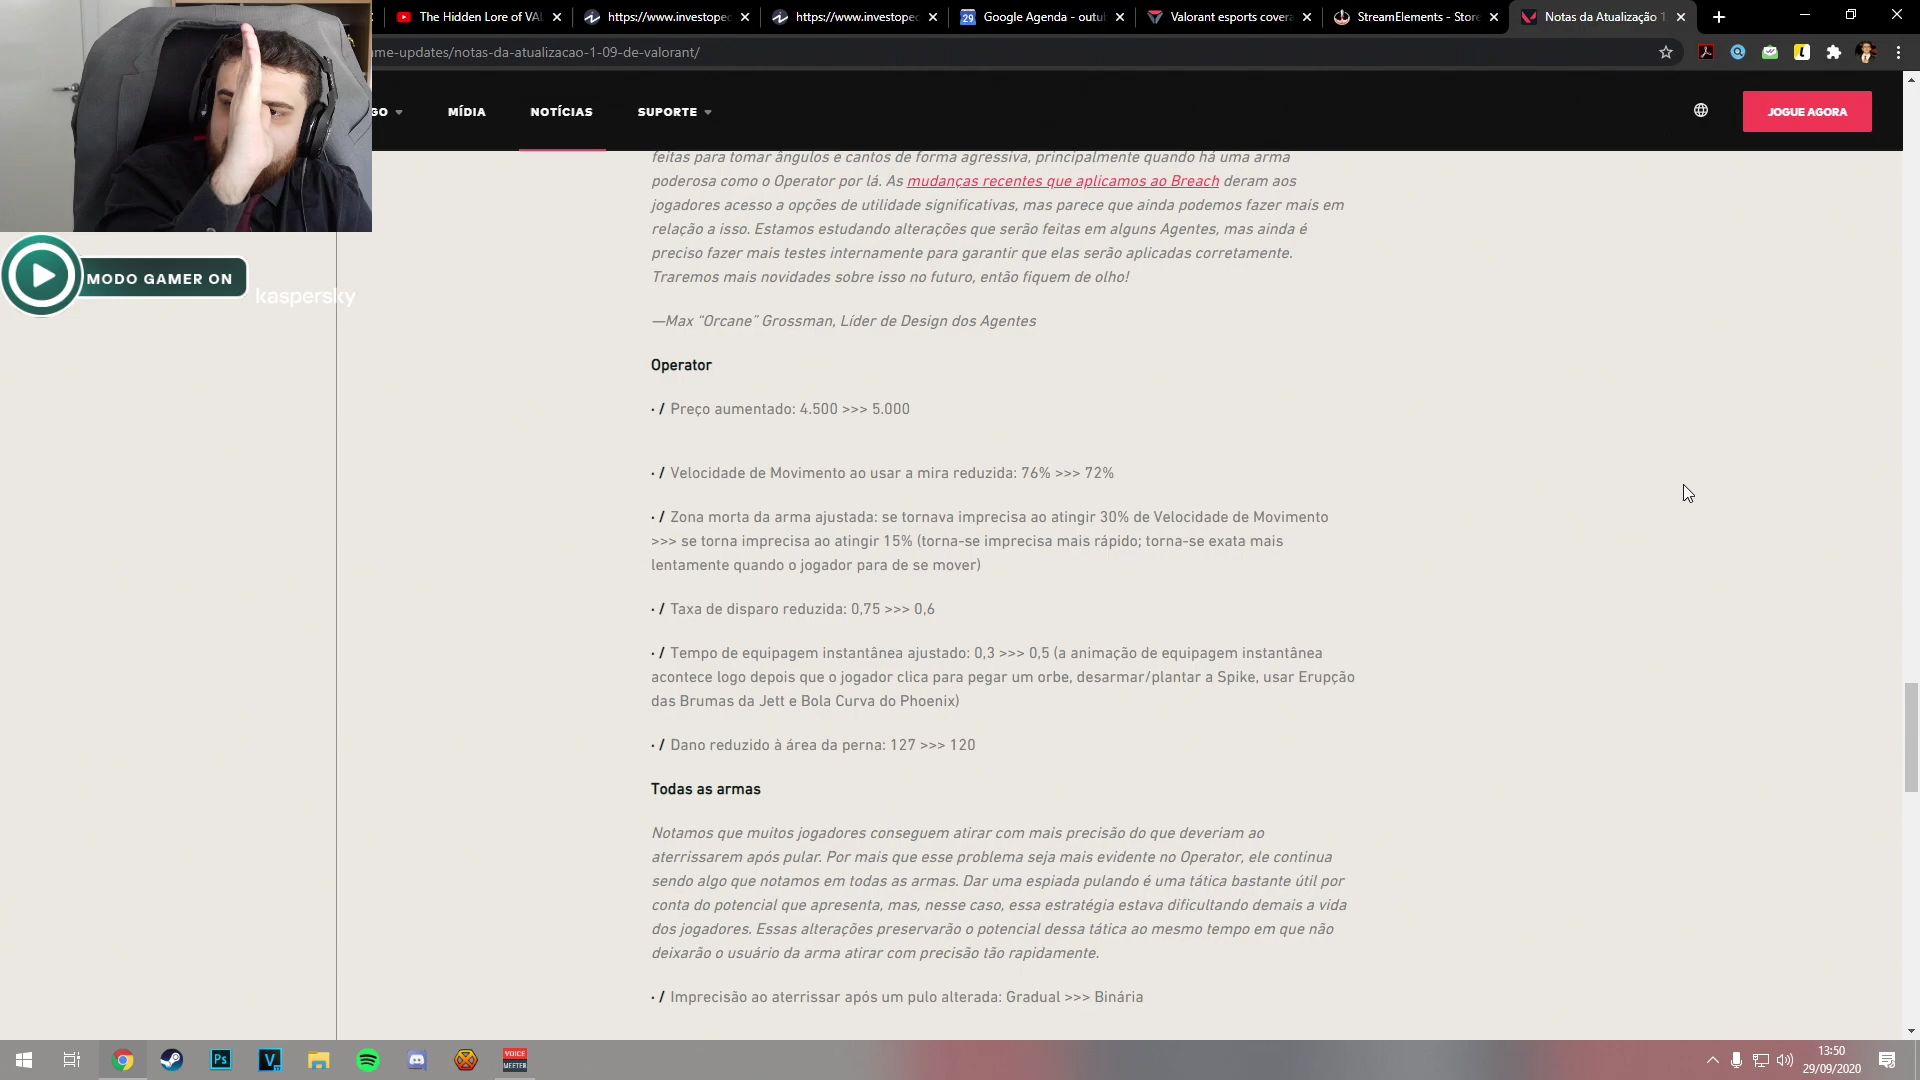 The Hidden Lore of VAL
https://www.investoped
https://www.investoped
Google Agenda - outub
Valorant esports covera
StreamElements - Store
Notas da Atualização 1
ame-updates/notas-da-atualizacao-1-09-de-valorant/
GO
MÍDIA
NOTÍCIAS
SUPORTE
JOGUE AGORA
feitas para tomar ângulos e cantos de forma agressiva, principalmente quando há uma arma
poderosa como o Operator por lá. As mudanças recentes que aplicamos ao Breach deram aos
jogadores acesso a opções de utilidade significativas, mas parece que ainda podemos fazer mais em
relação a isso. Estamos estudando alterações que serão feitas em alguns Agentes, mas ainda é
preciso fazer mais testes internamente para garantir que elas serão aplicadas corretamente.
Traremos mais novidades sobre isso no futuro, então fiquem de olho!
MODO GAMER ON
kaspersky
—Max “Orcane” Grossman, Líder de Design dos Agentes
Operator
· / Preço aumentado: 4.500 >>> 5.000
· / Velocidade de Movimento ao usar a mira reduzida: 76% >>> 72%
· / Zona morta da arma ajustada: se tornava imprecisa ao atingir 30% de Velocidade de Movimento
>>> se torna imprecisa ao atingir 15% (torna-se imprecisa mais rápido; torna-se exata mais
lentamente quando o jogador para de se mover)
· / Taxa de disparo reduzida: 0,75 >>> 0,6
· / Tempo de equipagem instantânea ajustado: 0,3 >>> 0,5 (a animação de equipagem instantânea
acontece logo depois que o jogador clica para pegar um orbe, desarmar/plantar a Spike, usar Erupção
das Brumas da Jett e Bola Curva do Phoenix)
· / Dano reduzido à área da perna: 127 >>> 120
Todas as armas
Notamos que muitos jogadores conseguem atirar com mais precisão do que deveriam ao
aterrissarem após pular. Por mais que esse problema seja mais evidente no Operator, ele continua
sendo algo que notamos em todas as armas. Dar uma espiada pulando é uma tática bastante útil por
conta do potencial que apresenta, mas, nesse caso, essa estratégia estava dificultando demais a vida
dos jogadores. Essas alterações preservarão o potencial dessa tática ao mesmo tempo em que não
deixarão o usuário da arma atirar com precisão tão rapidamente.
· / Imprecisão ao aterrissar após um pulo alterada: Gradual >>> Binária
Ps
V
VOICE
MEETER
13:50
29/09/2020